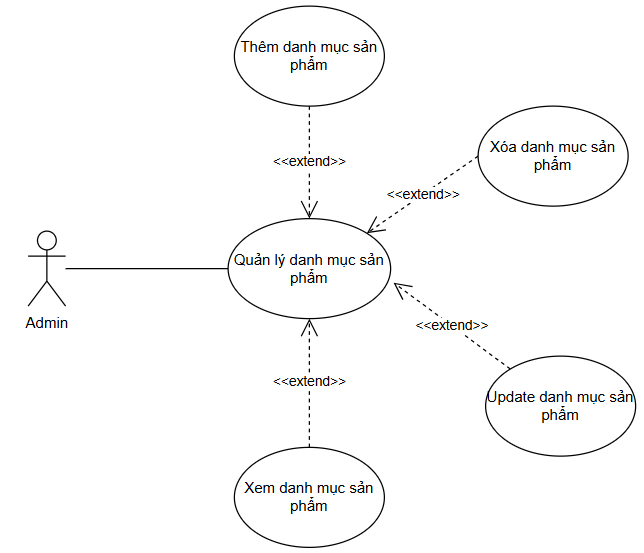 Thêm danh mục sản
phẩm
<<extend>>
Xóa danh mục sản
phẩm
<<extend>>
Quản lý danh mục sản
phẩm
Admin
<<extend>>
<<extend>>
Update danh mục sản
phẩm
Xem danh mục sản
phẩm